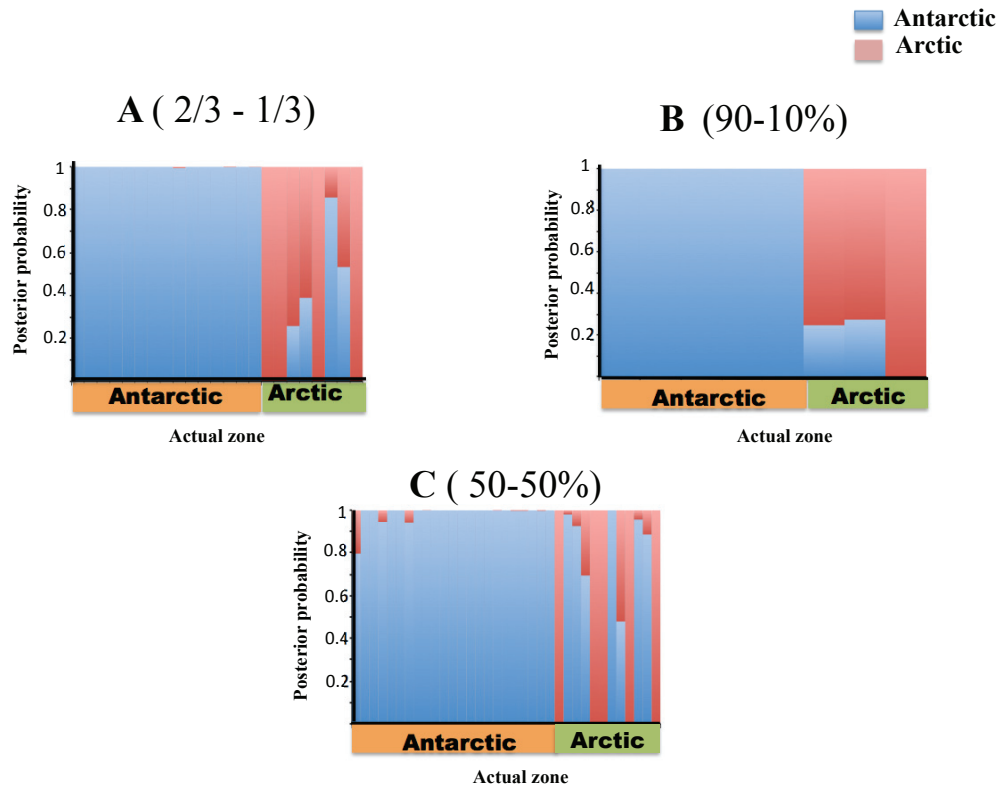 Antarctic
Arctic
A ( 2/3 - 1/3)
Posterior probability
1
0.8
0.6
0.4
0.2
Antarctic
Arctic
Actual zone
B (90-10%)
Posterior probability
1
0.8
0.6
0.4
0.2
Antarctic
Arctic
Actual zone
C ( 50-50%)
Posterior probability
1
0.8
0.6
0.4
0.2
Antarctic
Arctic
Actual zone